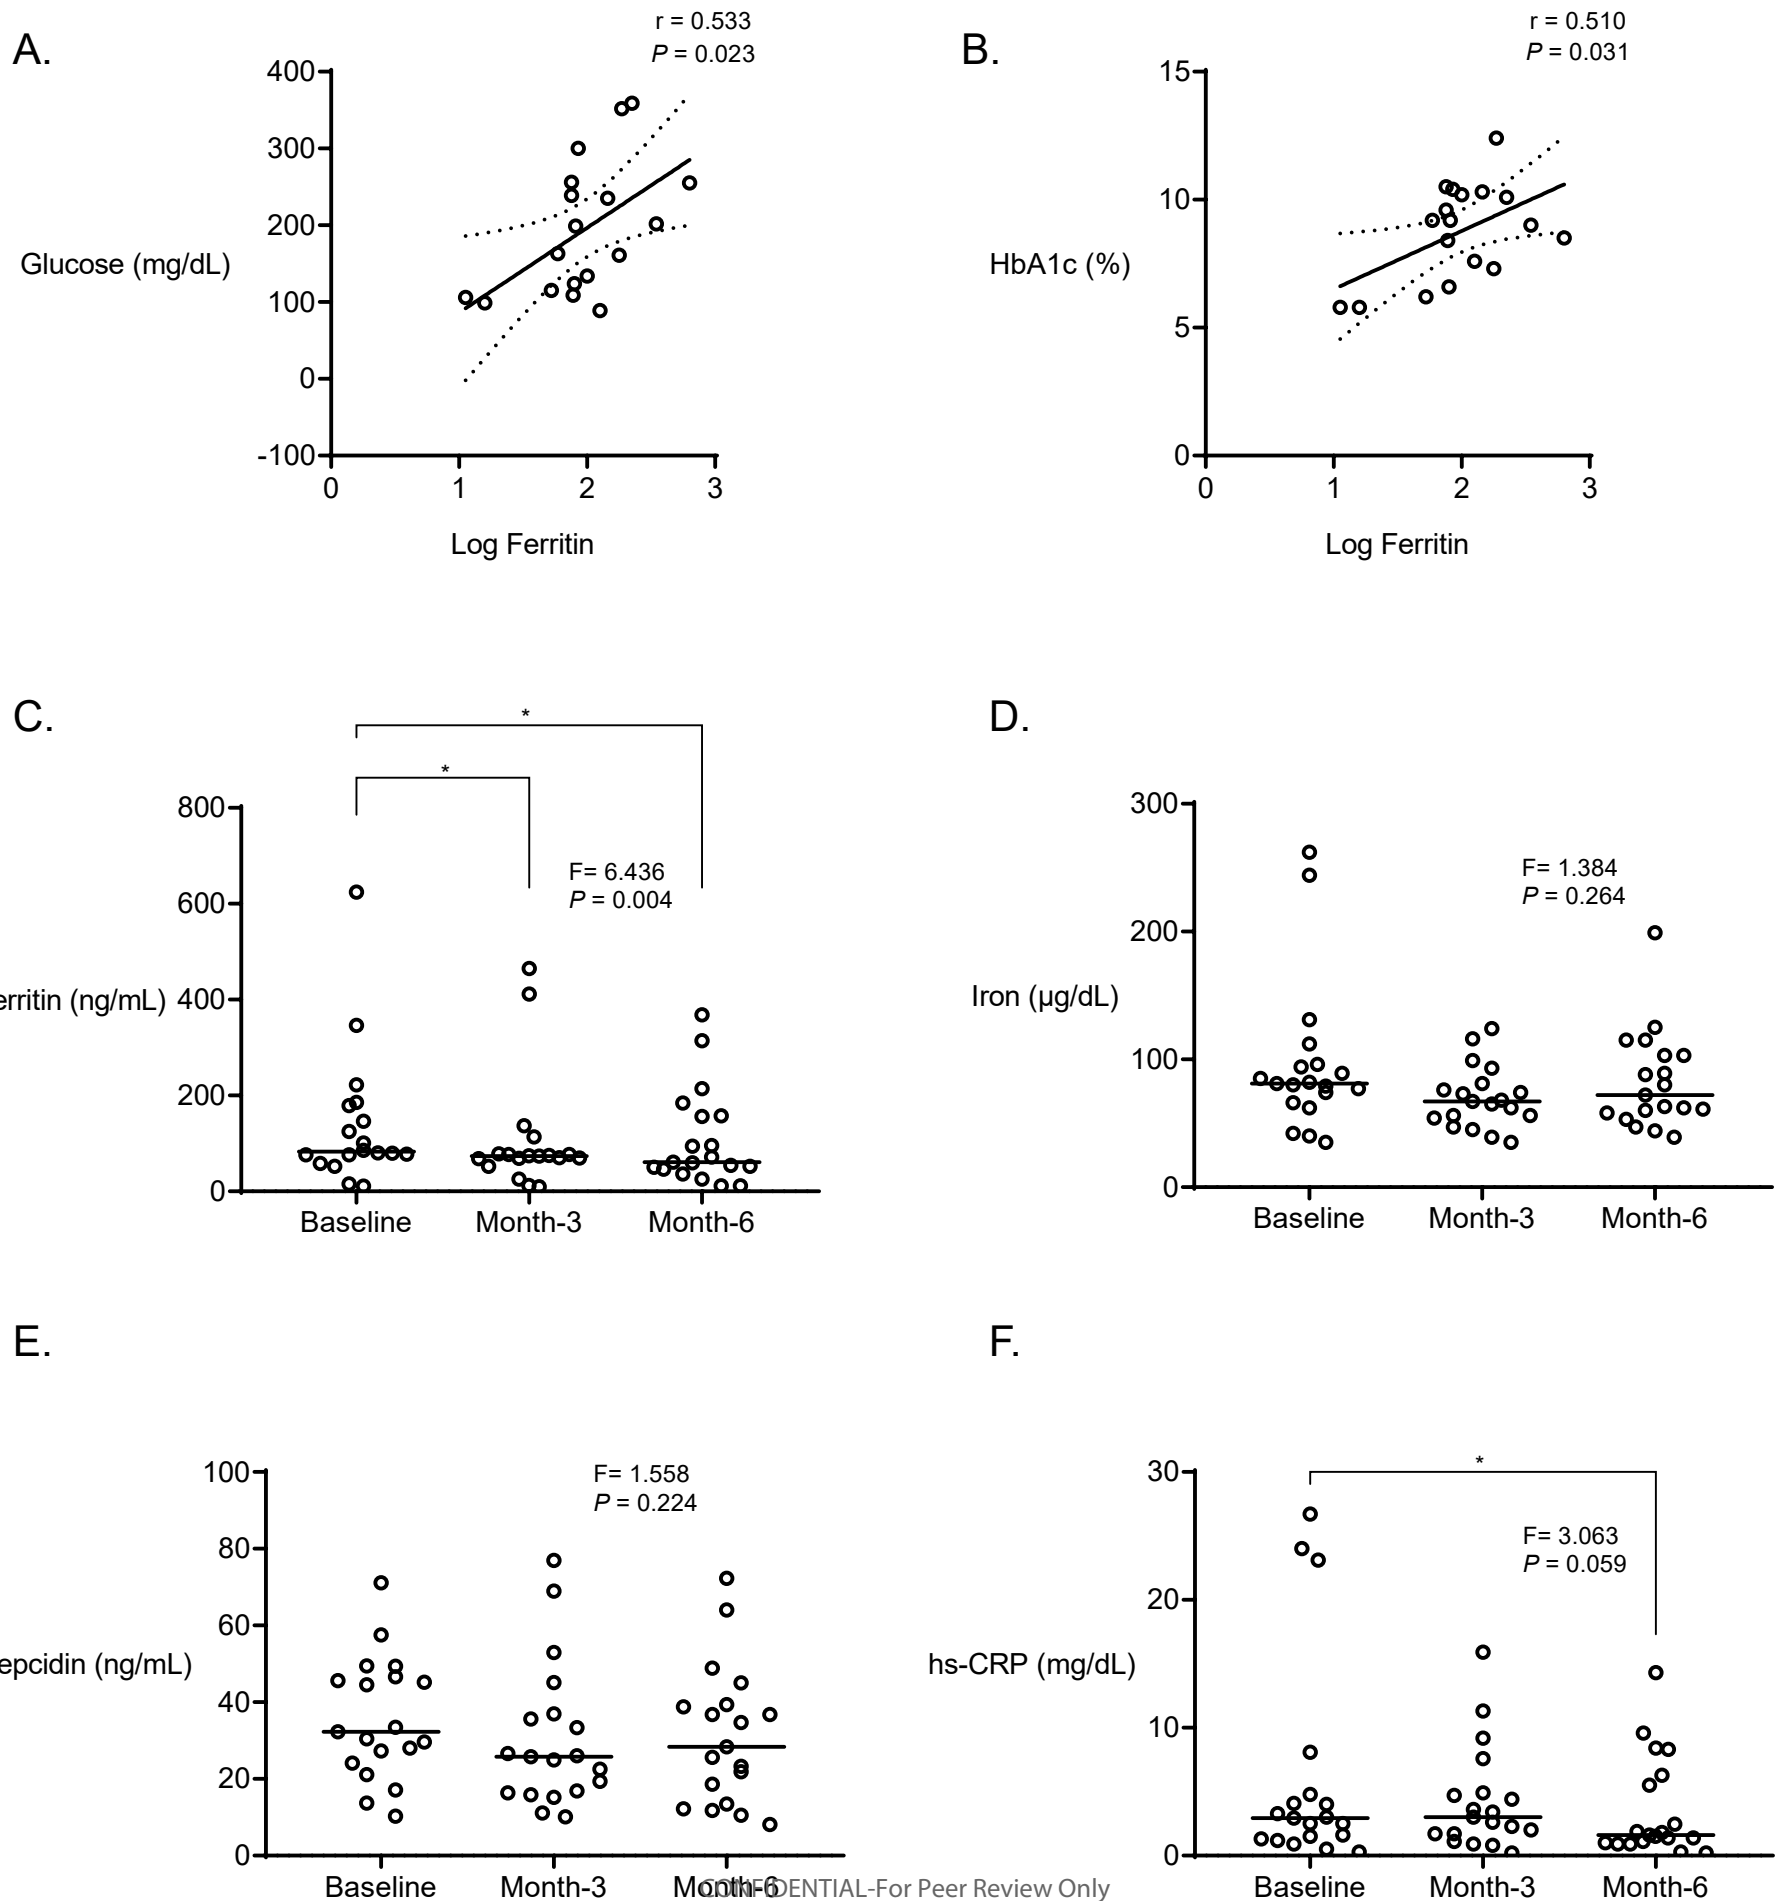 A.
r = 0.533
P = 0.023
400
300
200
100
0
-100
Glucose (mg/dL)
0 1 2 3
Log Ferritin
B.
r = 0.510
P = 0.031
15
10
5
0
HbA1c (%)
0 1 2 3
Log Ferritin
C.
*
*
F= 6.436
P = 0.004
800
600
400
200
0
erritin (ng/mL)
Baseline Month-3 Month-6
D.
F= 1.384
P = 0.264
300
200
100
0
Iron (µg/dL)
Baseline Month-3 Month-6
E.
F= 1.558
P = 0.224
100
80
60
40
20
0
epcidin (ng/mL)
Baseline Month-3 Month-6
F.
*
F= 3.063
P = 0.059
30
20
10
0
hs-CRP (mg/dL)
Baseline Month-3 Month-6
CONFIDENTIAL-For Peer Review Only